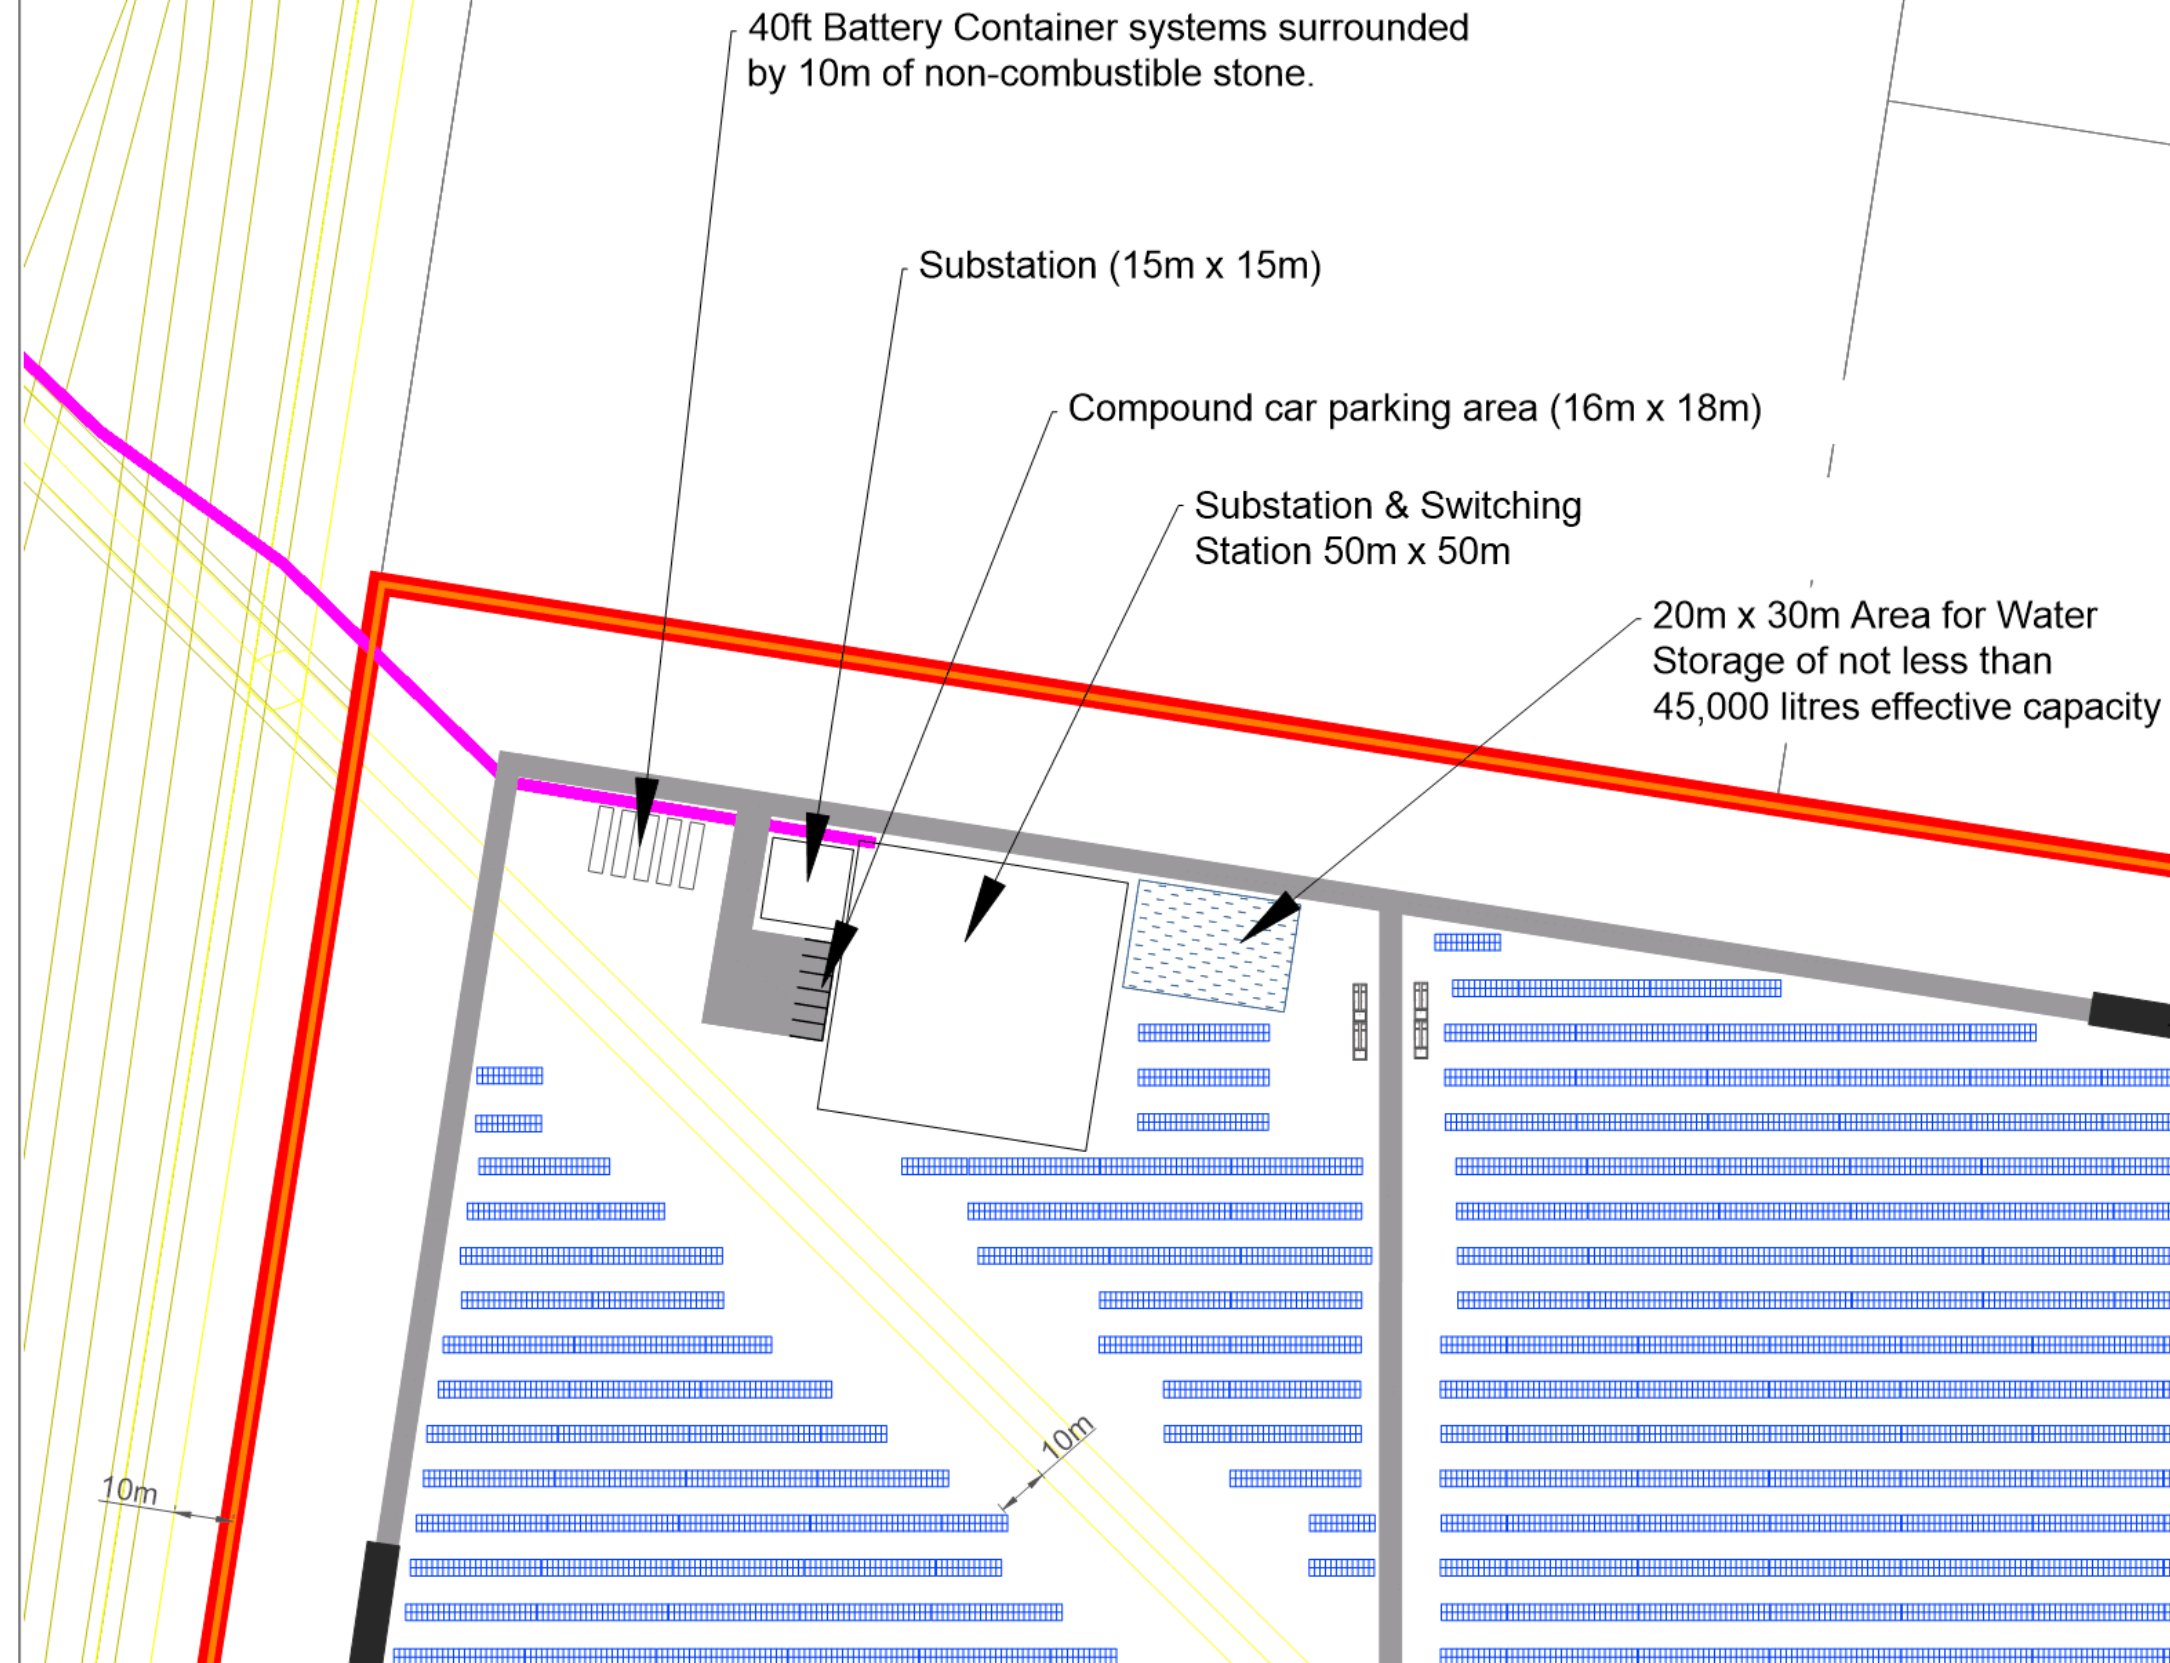 40ft Battery Container systems surrounded
by 10m of non-combustible stone.
Substation (15m x 15m)
Compound car parking area (16m x 18m)
Substation & Switching
Station 50m x 50m
20m x 30m Area for Water
Storage of not less than
45,000 litres effective capacity
10m
10m